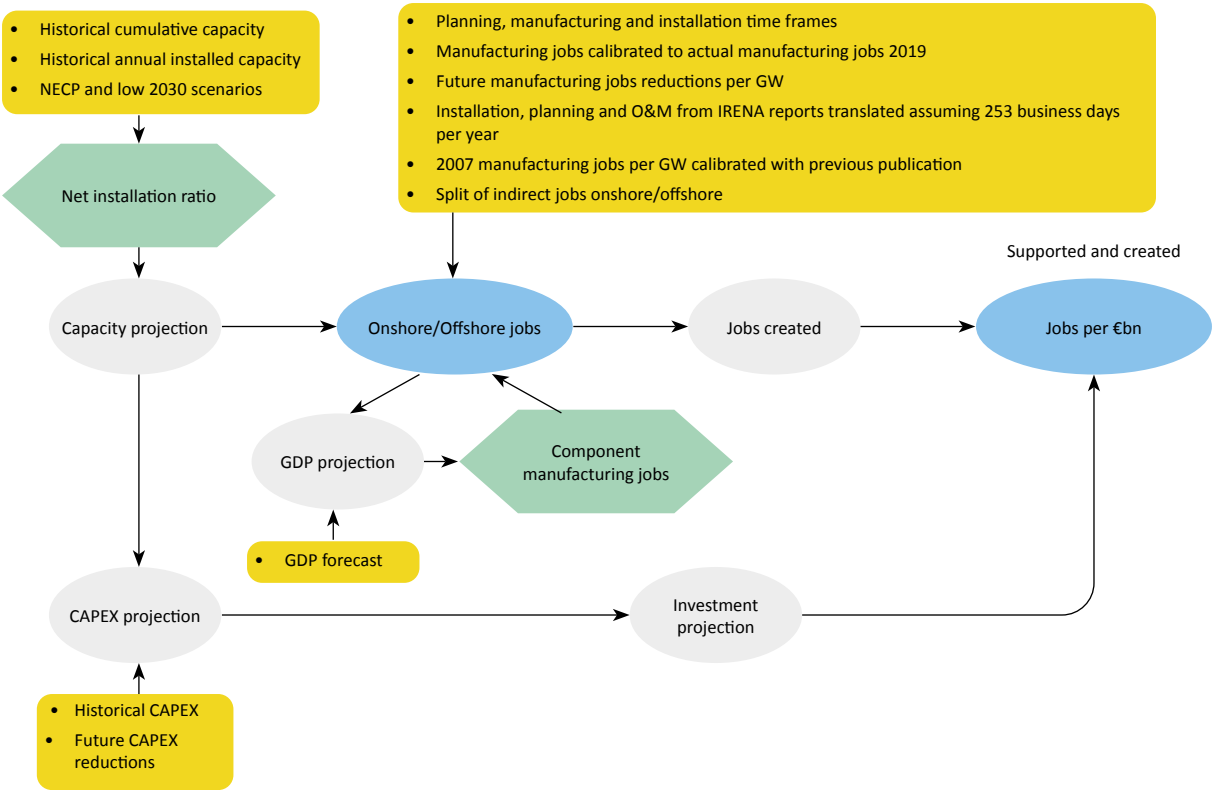 • Historical cumulative capacity
• Historical annual installed capacity
• NECP and low 2030 scenarios
• Planning, manufacturing and installation time frames
• Manufacturing jobs calibrated to actual manufacturing jobs 2019
• Future manufacturing jobs reductions per GW
• Installation, planning and O&M from IRENA reports translated assuming 253 business days
per year
• 2007 manufacturing jobs per GW calibrated with previous publication
• Split of indirect jobs onshore/offshore
Net installation ratio
Supported and created
Capacity projection
Onshore/Offshore jobs
Jobs created
Jobs per €bn
GDP projection
Component
manufacturing jobs
• GDP forecast
CAPEX projection
Investment
projection
• Historical CAPEX
• Future CAPEX
reductions